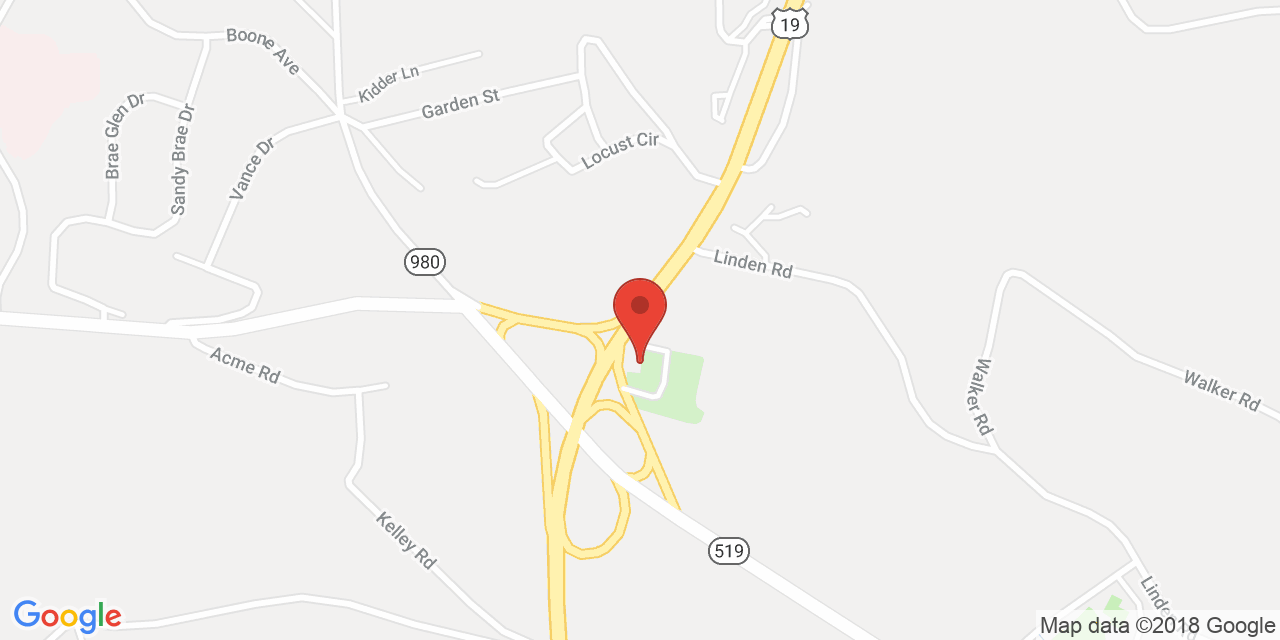 19
Boone Ave
Kidder Ln
Garden St
Brae Glen Dr
Sandy Brae Dr
Vance Dr
Locust Cir
980
Linden Rd
Acme Rd
Walker Rd
Walker Rd
Kelley Rd
519
Linden Rd
Google
Map data ©2018 Google